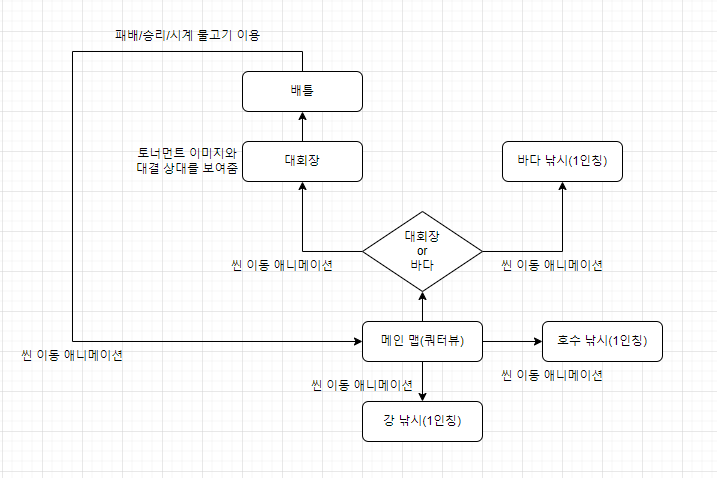 패배/승리/시계 물고기 이용
배틀
토너먼트 이미지와
대결 상대를 보여줌
대회장
바다 낚시(1인칭)
대회장
or
바다
씬 이동 애니메이션
씬 이동 애니메이션
메인 맵(쿼터뷰)
호수 낚시(1인칭)
씬 이동 애니메이션
씬 이동 애니메이션
씬 이동 애니메이션
강 낚시(1인칭)